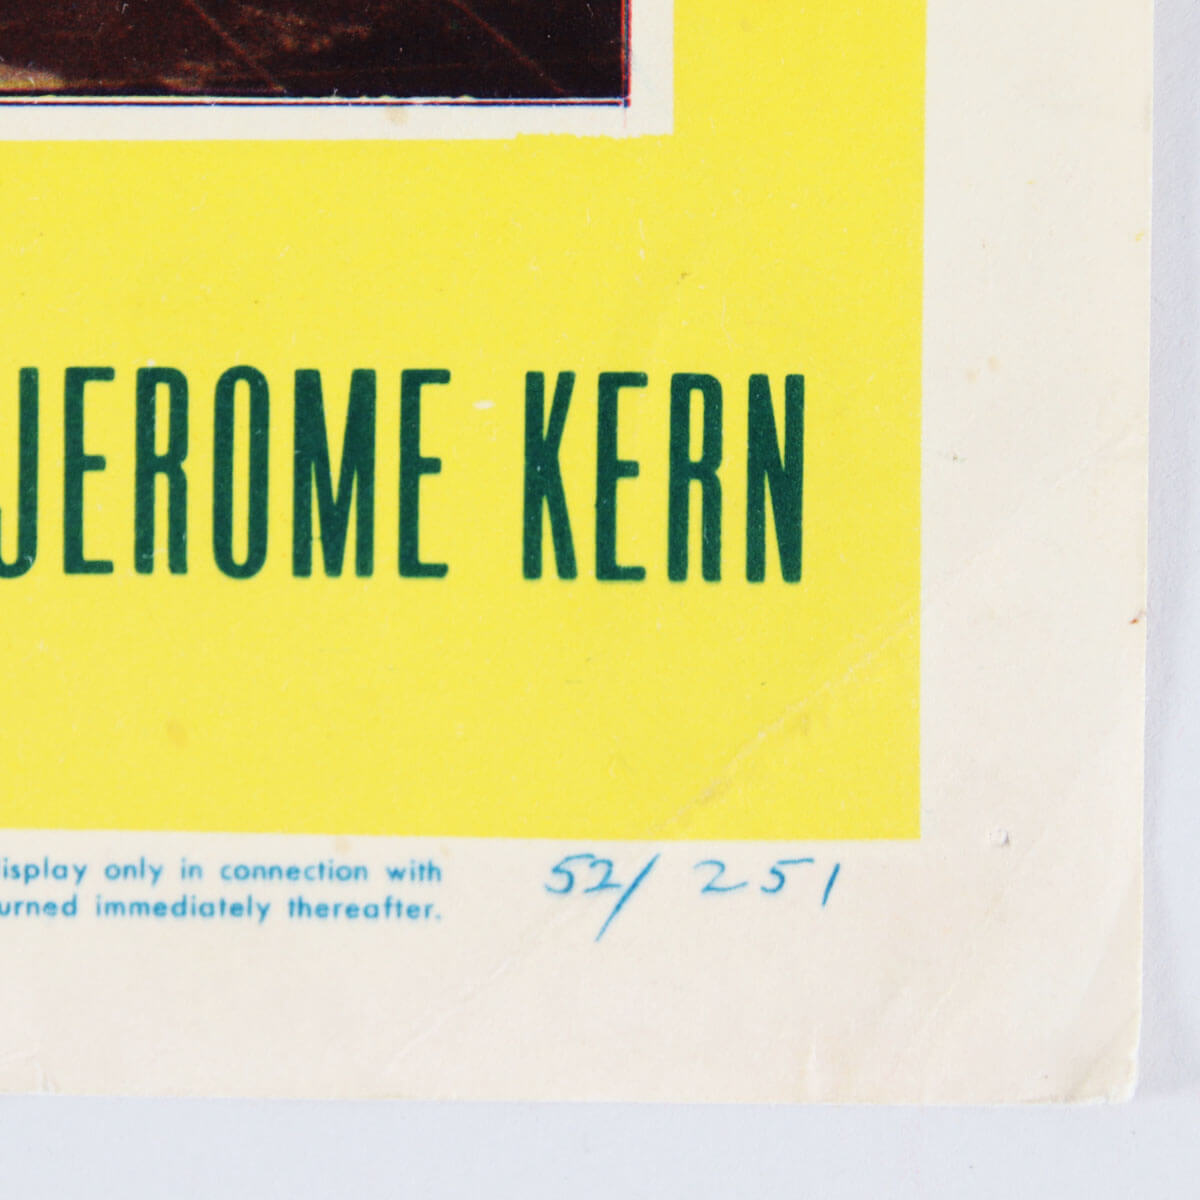 JEROME KERN
isplay only in connection with
urned immediately thereafter.
52/251